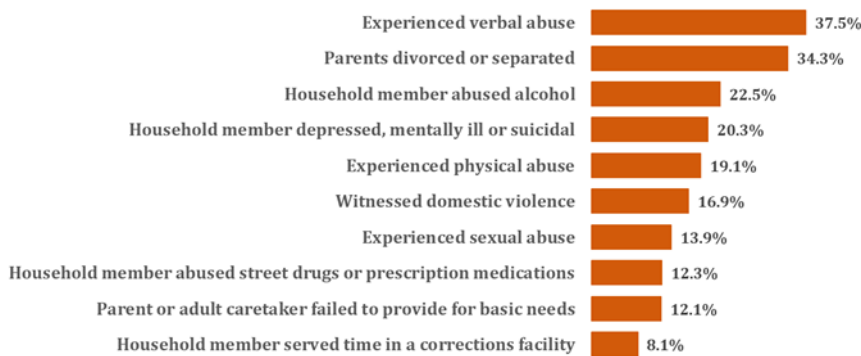 Experienced verbal abuse 37.5%
Parents divorced or separated 34.3%
Household member abused alcohol 22.5%
Household member depressed, mentally ill or suicidal 20.3%
Experienced physical abuse 19.1%
Witnessed domestic violence 16.9%
Experienced sexual abuse 13.9%
Household member abused street drugs or prescription medications 12.3%
Parent or adult caretaker failed to provide for basic needs 12.1%
Household member served time in a corrections facility 8.1%